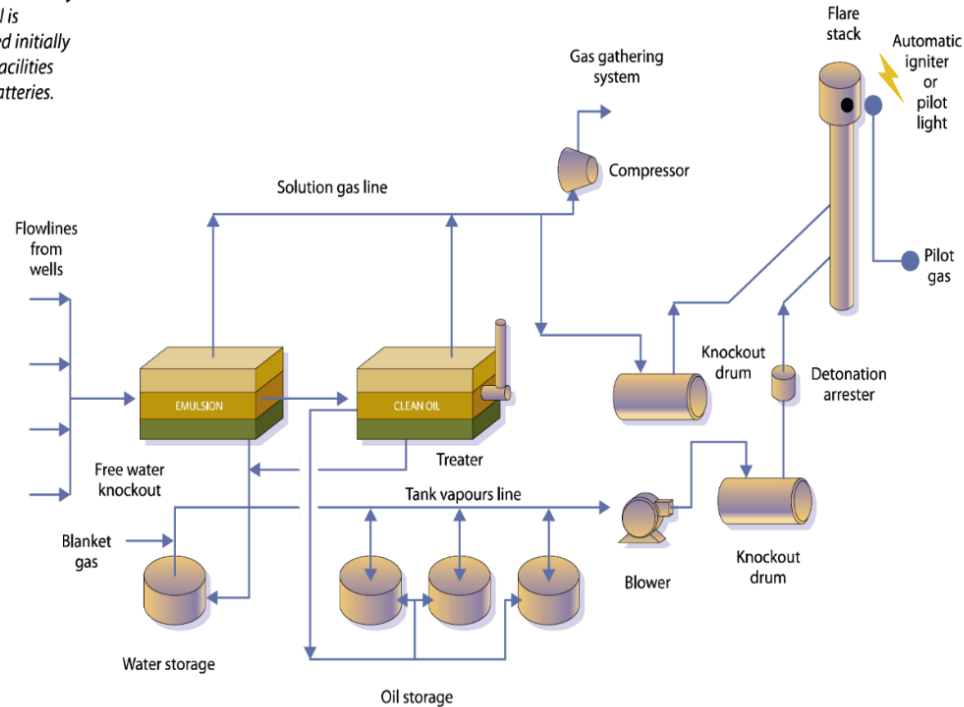 l is
ed initially
acilities
atteries.
Flare
stack
Automatic
igniter
or
pilot
light
Gas gathering
system
Compressor
Solution gas line
Flowlines
from
wells
Pilot
gas
Knockout
drum
Detonation
arrester
EMULSION
CLEAN OIL
Treater
Free water
knockout
Tank vapours line
Blanket
gas
Blower
Knockout
drum
Water storage
Oil storage